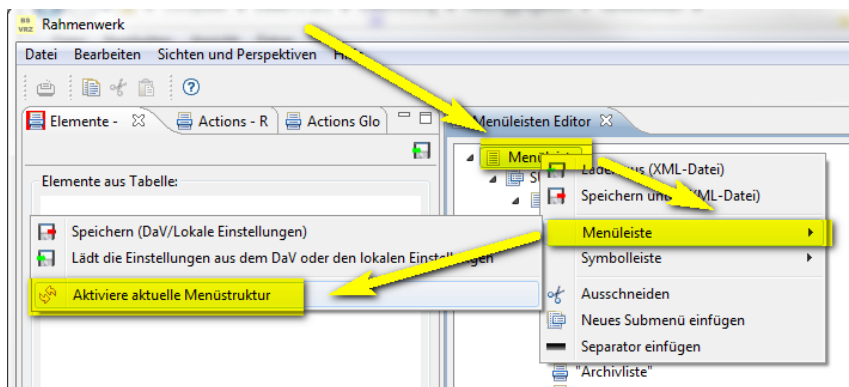 BS
VRZ
Rahmenwerk
Datei Bearbeiten Sichten und Perspektiven
Elemente - Actions - R Actions Glo
Menüleisten Editor
Elemente aus Tabelle:
(XML-Datei)
Speichern XML-Datei)
Menüleiste
Symbolleiste
Ausschneiden
Neues Submenü einfügen
Separator einfügen
"Archivliste"
Speichern (DaV/Lokale Einstellungen)
Lädt die Einstellungen aus dem DaV oder den lokalen
Aktiviere aktuelle Menüstruktur